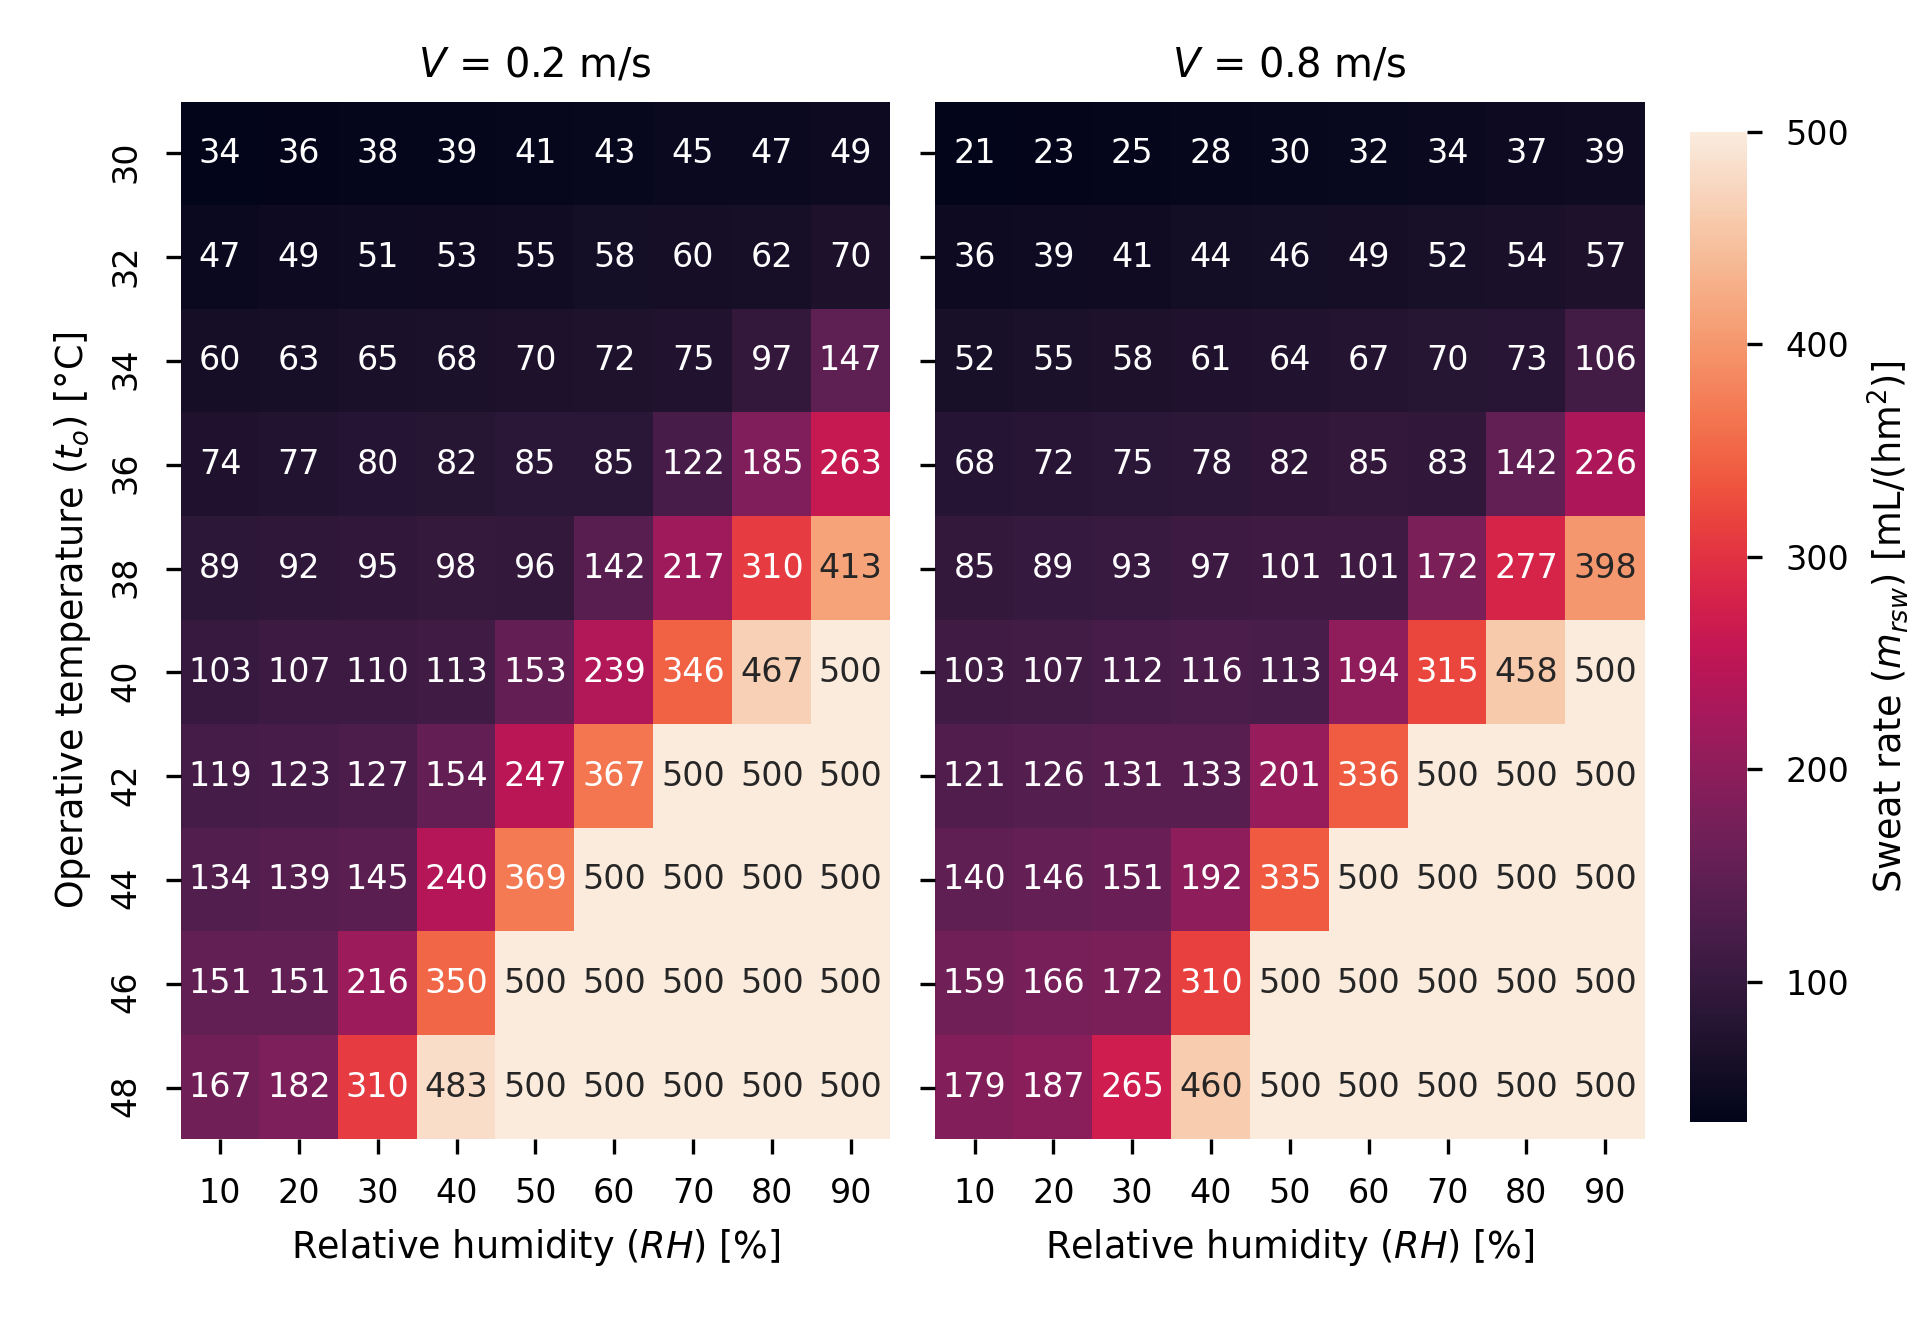 V = 0.2 m/s
V = 0.8 m/s
Operative temperature (t_o) [°C]
30 34 36 38 39 41 43 45 47 49 21 23 25 28 30 32 34 37 39
32 47 49 51 53 55 58 60 62 70 36 39 41 44 46 49 52 54 57
34 60 63 65 68 70 72 75 97 147 52 55 58 61 64 67 70 73 106
36 74 77 80 82 85 85 122 185 263 68 72 75 78 82 85 83 142 226
38 89 92 95 98 96 142 217 310 413 85 89 93 97 101 101 172 277 398
40 103 107 110 113 153 239 346 467 500 103 107 112 116 113 194 315 458 500
42 119 123 127 154 247 367 500 500 500 121 126 131 133 201 336 500 500 500
44 134 139 145 240 369 500 500 500 500 140 146 151 192 335 500 500 500 500
46 151 151 216 350 500 500 500 500 500 159 166 172 310 500 500 500 500 500
48 167 182 310 483 500 500 500 500 500 179 187 265 460 500 500 500 500 500
10 20 30 40 50 60 70 80 90 10 20 30 40 50 60 70 80 90
Relative humidity (RH) [%]
Relative humidity (RH) [%]
500
400
300
200
100
Sweat rate (m_rsw) [mL/(hm²)]